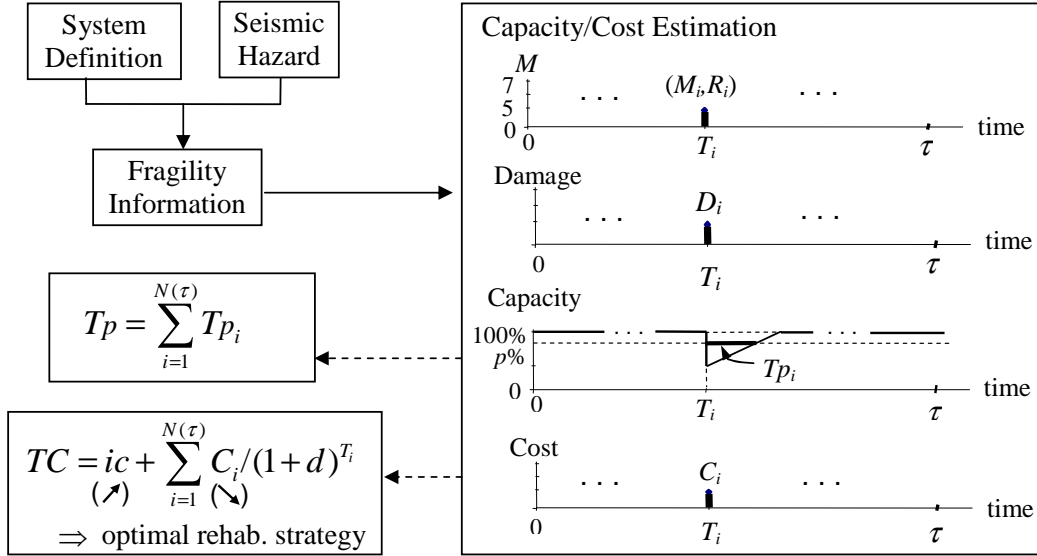 System
Definition
Seismic
Hazard
Fragility
Information
Tp = ∑_{i=1}^{N(τ)} Tp_i
TC = ic + ∑_{i=1}^{N(τ)} C_i/(1+d)^{T_i}
(↗) (↘)
⇒ optimal rehab. strategy
Capacity/Cost Estimation
M
7
5
0
0
. . .
(M_i,R_i)
. . .
T_i
τ
time
Damage
0
. . .
D_i
. . .
T_i
τ
time
Capacity
100%
p%
0
0
. . .
. . .
Tp_i
T_i
τ
time
Cost
0
. . .
C_i
. . .
T_i
τ
time